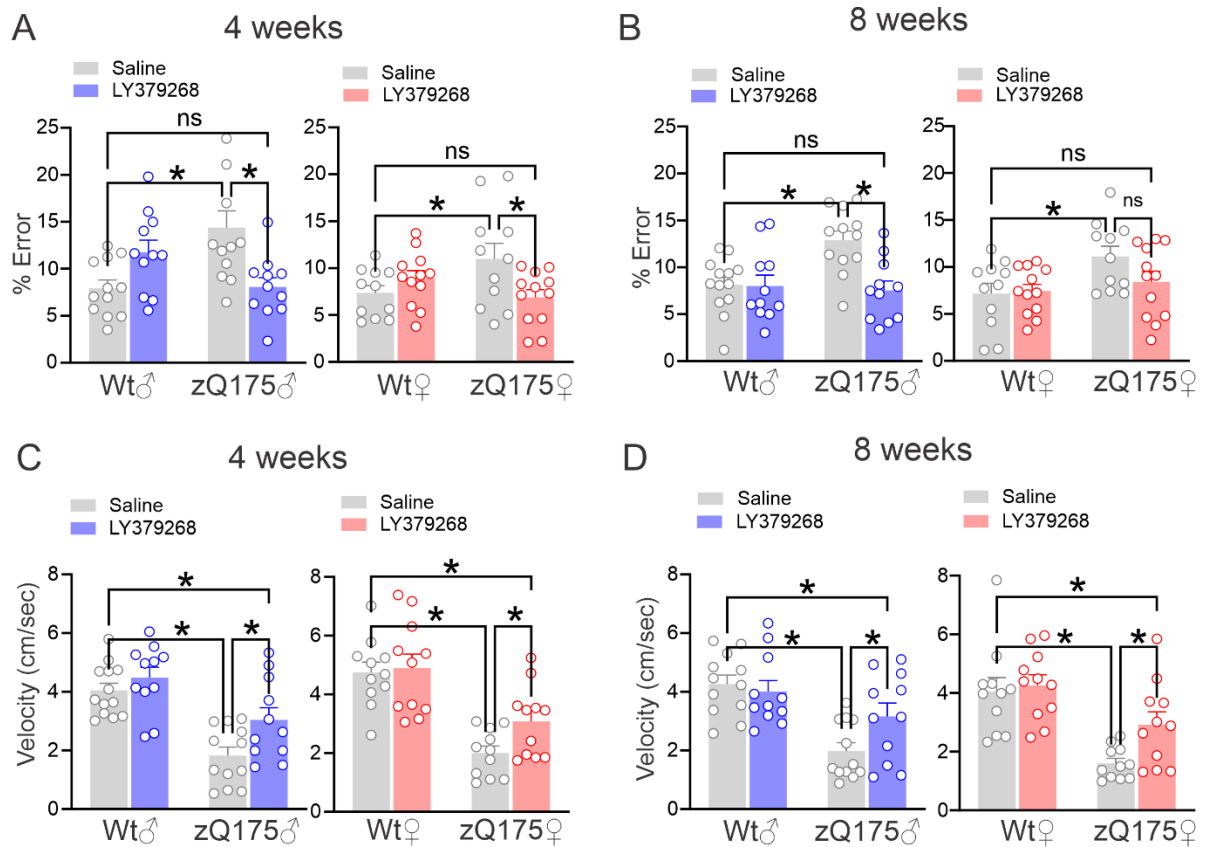 A
4 weeks
Saline
LY379268
% Error
25
20
15
10
5
0
ns
*
*
Wt♂
zQ175♂
Saline
LY379268
25
20
15
10
5
0
ns
*
*
Wt♀
zQ175♀
B
8 weeks
Saline
LY379268
% Error
25
20
15
10
5
0
ns
*
*
Wt♂
zQ175♂
Saline
LY379268
25
20
15
10
5
0
ns
*
ns
Wt♀
zQ175♀
C
4 weeks
Saline
LY379268
Velocity (cm/sec)
8
6
4
2
0
*
*
*
Wt♂
zQ175♂
Saline
LY379268
8
6
4
2
0
*
*
*
Wt♀
zQ175♀
D
8 weeks
Saline
LY379268
Velocity (cm/sec)
8
6
4
2
0
*
*
*
Wt♂
zQ175♂
Saline
LY379268
8
6
4
2
0
*
*
*
Wt♀
zQ175♀